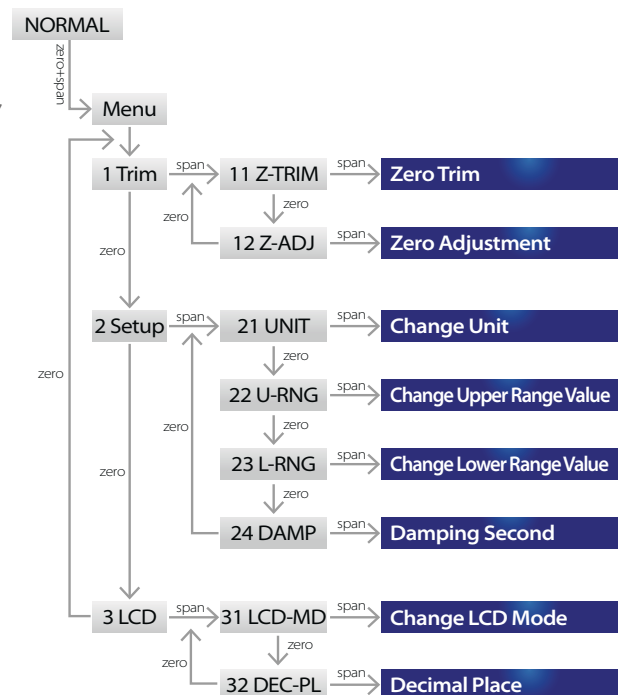 NORMAL
zero+span
Menu
1 Trim
span
11 Z-TRIM
span
Zero Trim
zero
zero
12 Z-ADJ
span
Zero Adjustment
zero
2 Setup
span
21 UNIT
span
Change Unit
zero
zero
22 U-RNG
span
Change Upper Range Value
zero
zero
zero
23 L-RNG
span
Change Lower Range Value
zero
24 DAMP
span
Damping Second
3 LCD
span
31 LCD-MD
span
Change LCD Mode
zero
zero
32 DEC-PL
span
Decimal Place